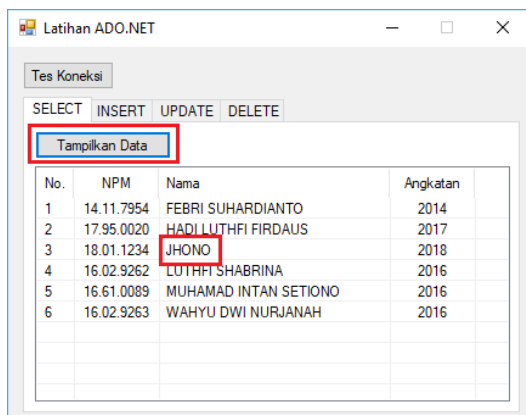 Latihan ADO.NET
Tes Koneksi
SELECT INSERT UPDATE DELETE
Tampilkan Data
No. NPM Nama Angkatan
1 14.11.7954 FEBRI SUHARDIANTO 2014
2 17.95.0020 HADI LUTHFI FIRDAUS 2017
3 18.01.1234 JHONO 2018
4 16.02.9262 LUTHFI SHABRINA 2016
5 16.61.0089 MUHAMAD INTAN SETIONO 2016
6 16.02.9263 WAHYU DWI NURJANAH 2016